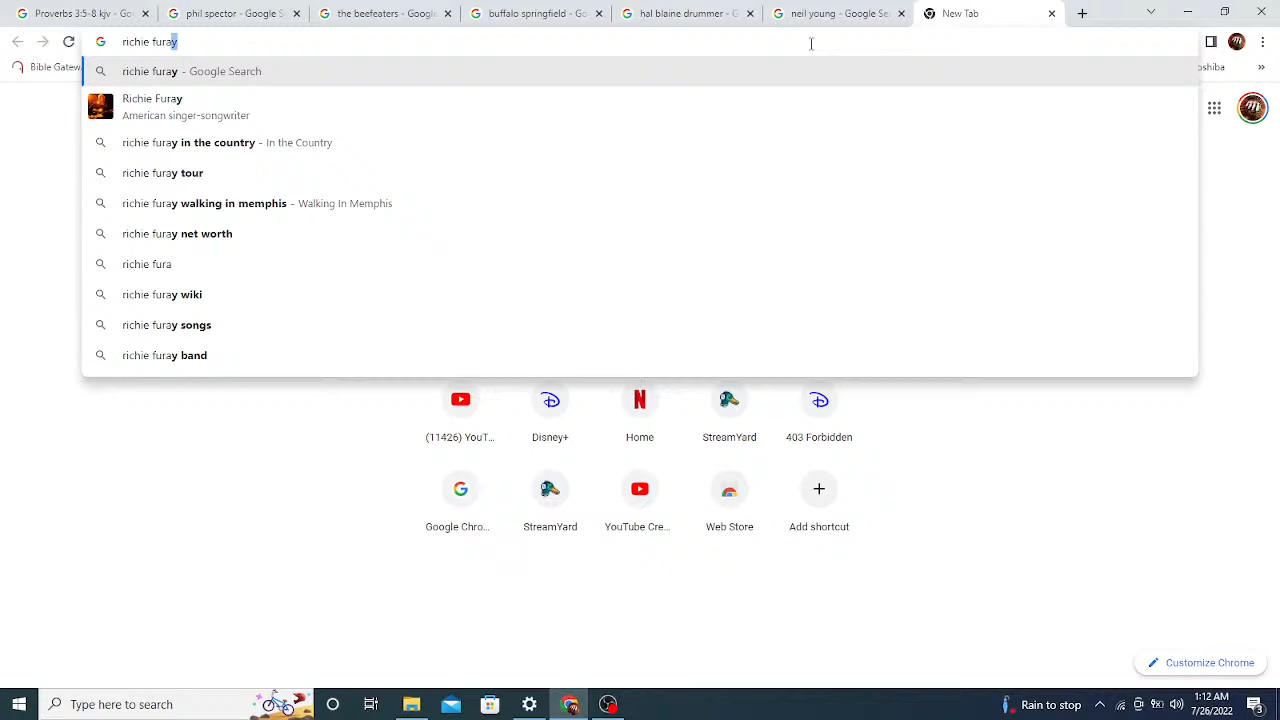 Proverbs 3:5-8 kjv - Go
phil spector - Google S
the beefeaters - Google
buffalo springfield - Go
hal blaine drummer - G
neil young - Google Sea
New Tab
richie furay
Bible Gatew
oshiba
richie furay - Google Search
Richie Furay
American singer-songwriter
richie furay in the country - In the Country
richie furay tour
richie furay walking in memphis - Walking In Memphis
richie furay net worth
richie fura
richie furay wiki
richie furay songs
richie furay band
(11426) YouT...
Disney+
Home
StreamYard
403 Forbidden
Google Chro...
StreamYard
YouTube Cre...
Web Store
Add shortcut
Customize Chrome
Type here to search
Rain to stop
1:12 AM
7/26/2022